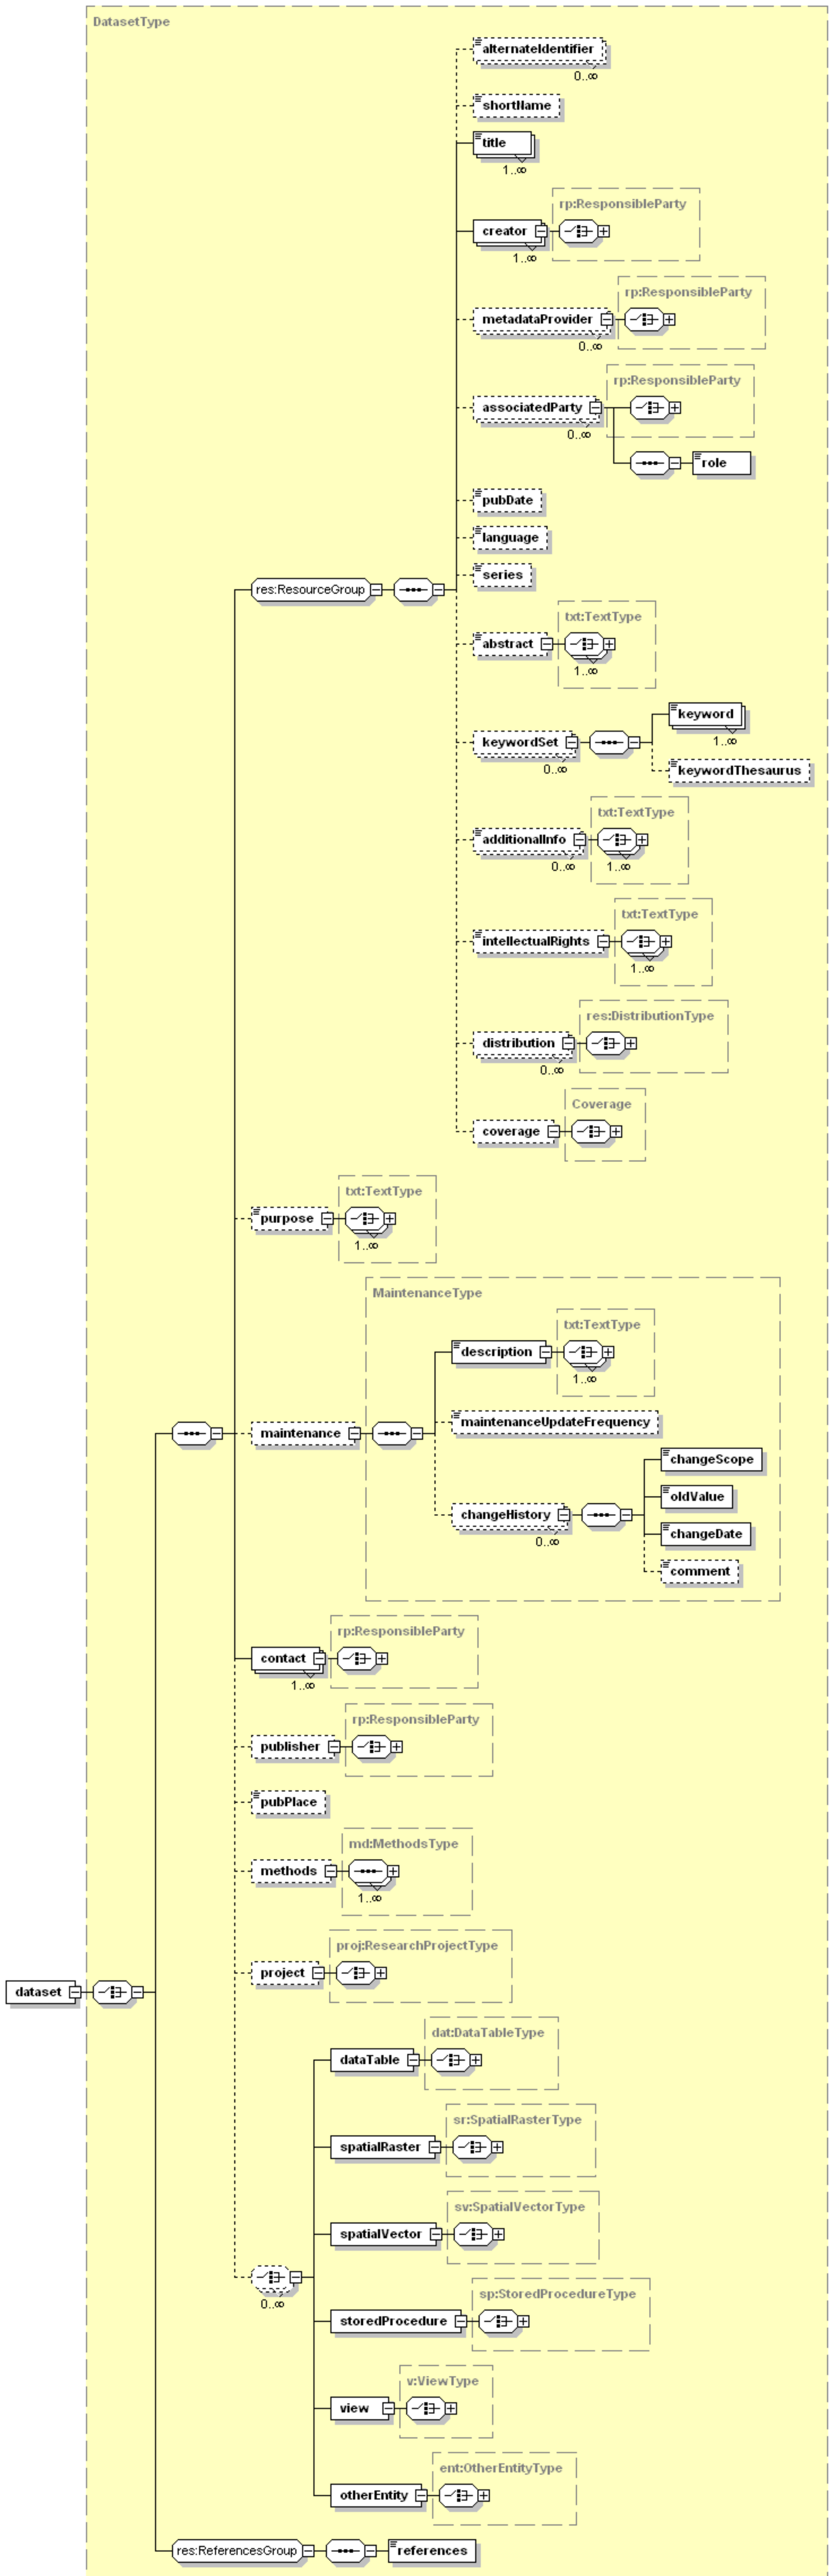 DatasetType
alternateIdentifier
0..∞
shortName
title
1..∞
rp:ResponsibleParty
creator
1..∞
rp:ResponsibleParty
metadataProvider
0..∞
rp:ResponsibleParty
associatedParty
0..∞
role
pubDate
language
series
res:ResourceGroup
txt:TextType
abstract
1..∞
keyword
1..∞
keywordSet
0..∞
keywordThesaurus
txt:TextType
additionalInfo
0..∞
1..∞
txt:TextType
intellectualRights
1..∞
res:DistributionType
distribution
0..∞
Coverage
coverage
txt:TextType
purpose
1..∞
MaintenanceType
txt:TextType
description
1..∞
maintenanceUpdateFrequency
maintenance
changeScope
oldValue
changeHistory
0..∞
changeDate
comment
rp:ResponsibleParty
contact
1..∞
rp:ResponsibleParty
publisher
pubPlace
md:MethodsType
methods
1..∞
proj:ResearchProjectType
project
dataset
dat:DataTableType
dataTable
sr:SpatialRasterType
spatialRaster
sv:SpatialVectorType
spatialVector
0..∞
sp:StoredProcedureType
storedProcedure
v:ViewType
view
ent:OtherEntityType
otherEntity
res:ReferencesGroup
references